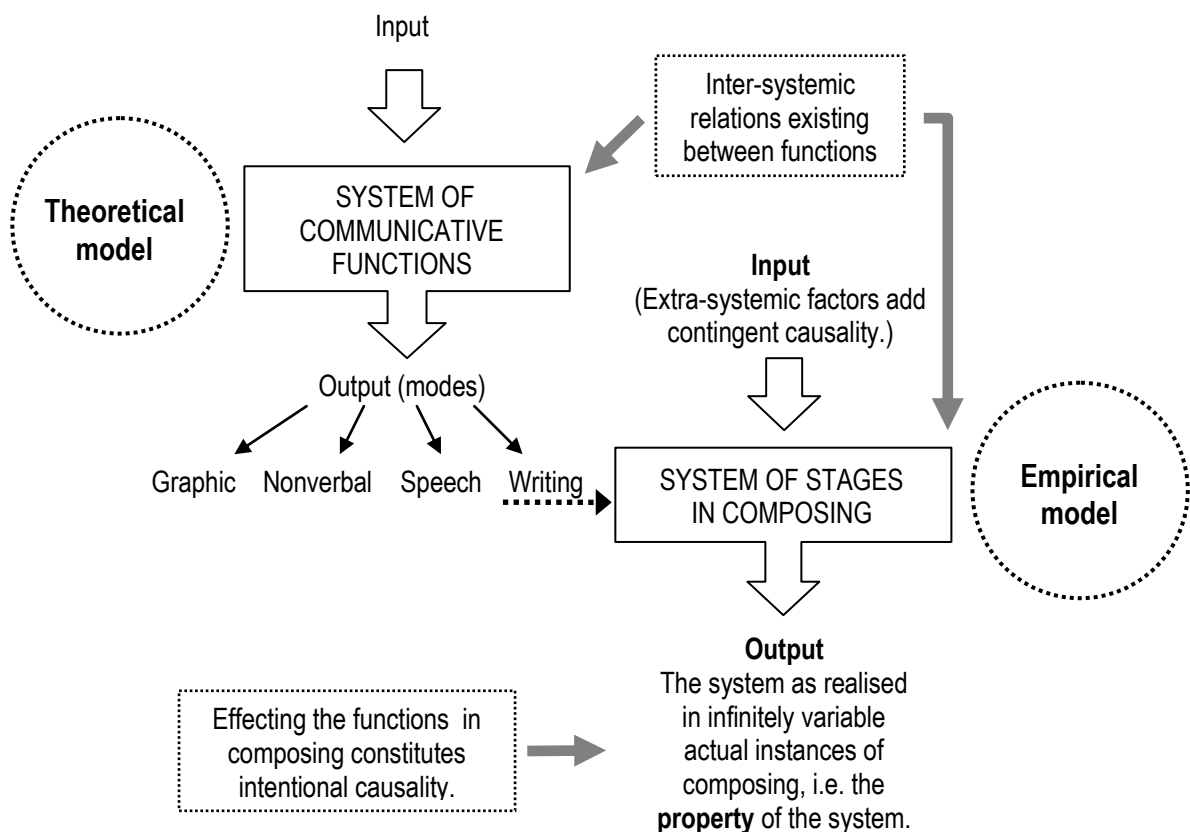 Input
Inter-systemic
relations existing
between functions
Theoretical
model
SYSTEM OF
COMMUNICATIVE
FUNCTIONS
Input
(Extra-systemic factors add
contingent causality.)
Output (modes)
Graphic Nonverbal Speech Writing
SYSTEM OF STAGES
IN COMPOSING
Empirical
model
Output
The system as realised
in infinitely variable
actual instances of
composing, i.e. the
property of the system.
Effecting the functions in
composing constitutes
intentional causality.